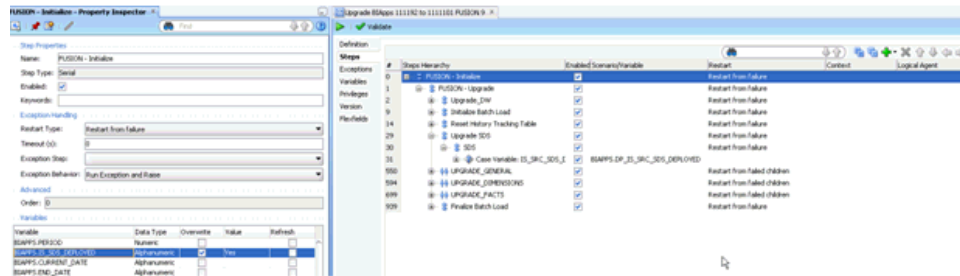 FUSION - Initialize - Property Inspector
Find
Step Properties
Name: FUSION - Initialize
Step Type: Serial
Enabled:
Keywords:
Exception Handling
Restart Type: Restart from failure
Timeout (s): 0
Exception Step:
Exception Behavior: Run Exception and Raise
Advanced
Order: 0
Variables
Variable Data Type Overwrite Value Refresh
BIAPPS.PERIOD Numeric
BIAPPS.IS_SDS_DEPLOYED Alphanumeric Yes
BIAPPS.CURRENT_DATE Alphanumeric
BIAPPS.END_DATE Alphanumeric
Upgrade BIApps 111192 to 1111101 FUSION 9
Validate
Definition
Steps
Exceptions
Variables
Privileges
Version
Flexfields
# Steps Hierarchy Enabled Scenario/Variable Restart Context Logical Agent
0 FUSION - Initialize Restart from failure
1 FUSION - Upgrade Restart from failure
2 Upgrade_DW Restart from failure
9 Initialize Batch Load Restart from failure
14 Reset History Tracking Table Restart from failure
29 Upgrade SDS Restart from failure
30 SDS Restart from failure
31 Case Variable: IS_SRC_SDS_D BIAPPS.DP_IS_SRC_SDS_DEPLOYED Restart from failure
550 UPGRADE_GENERAL Restart from failed children
594 UPGRADE_DIMENSIONS Restart from failed children
699 UPGRADE_FACTS Restart from failed children
939 Finalize Batch Load Restart from failure